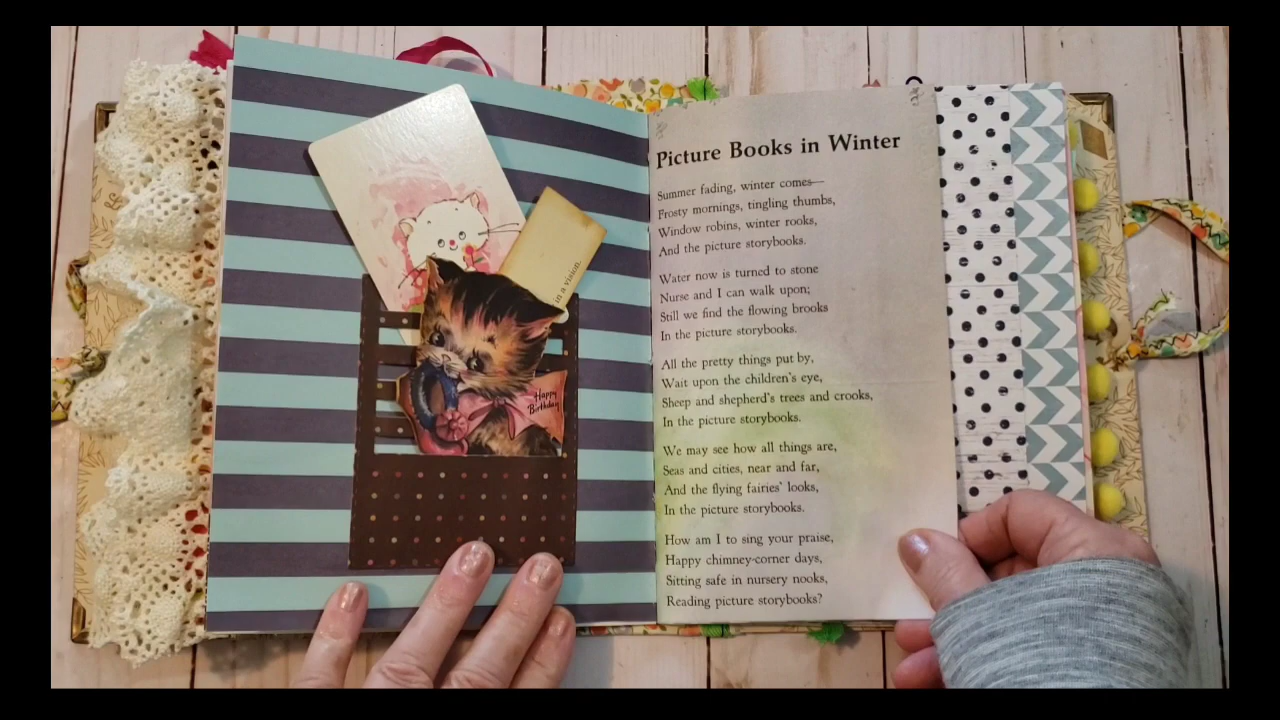 in a vision.
Happy
Birthday
Picture Books in Winter
Summer fading, winter comes—
Frosty mornings, tingling thumbs,
Window robins, winter rooks,
And the picture storybooks.
Water now is turned to stone
Nurse and I can walk upon;
Still we find the flowing brooks
In the picture storybooks.
All the pretty things put by,
Wait upon the children's eye,
Sheep and shepherd's trees and crooks,
In the picture storybooks.
We may see how all things are,
Seas and cities, near and far,
And the flying fairies' looks,
In the picture storybooks.
How am I to sing your praise,
Happy chimney-corner days,
Sitting safe in nursery nooks,
Reading picture storybooks?